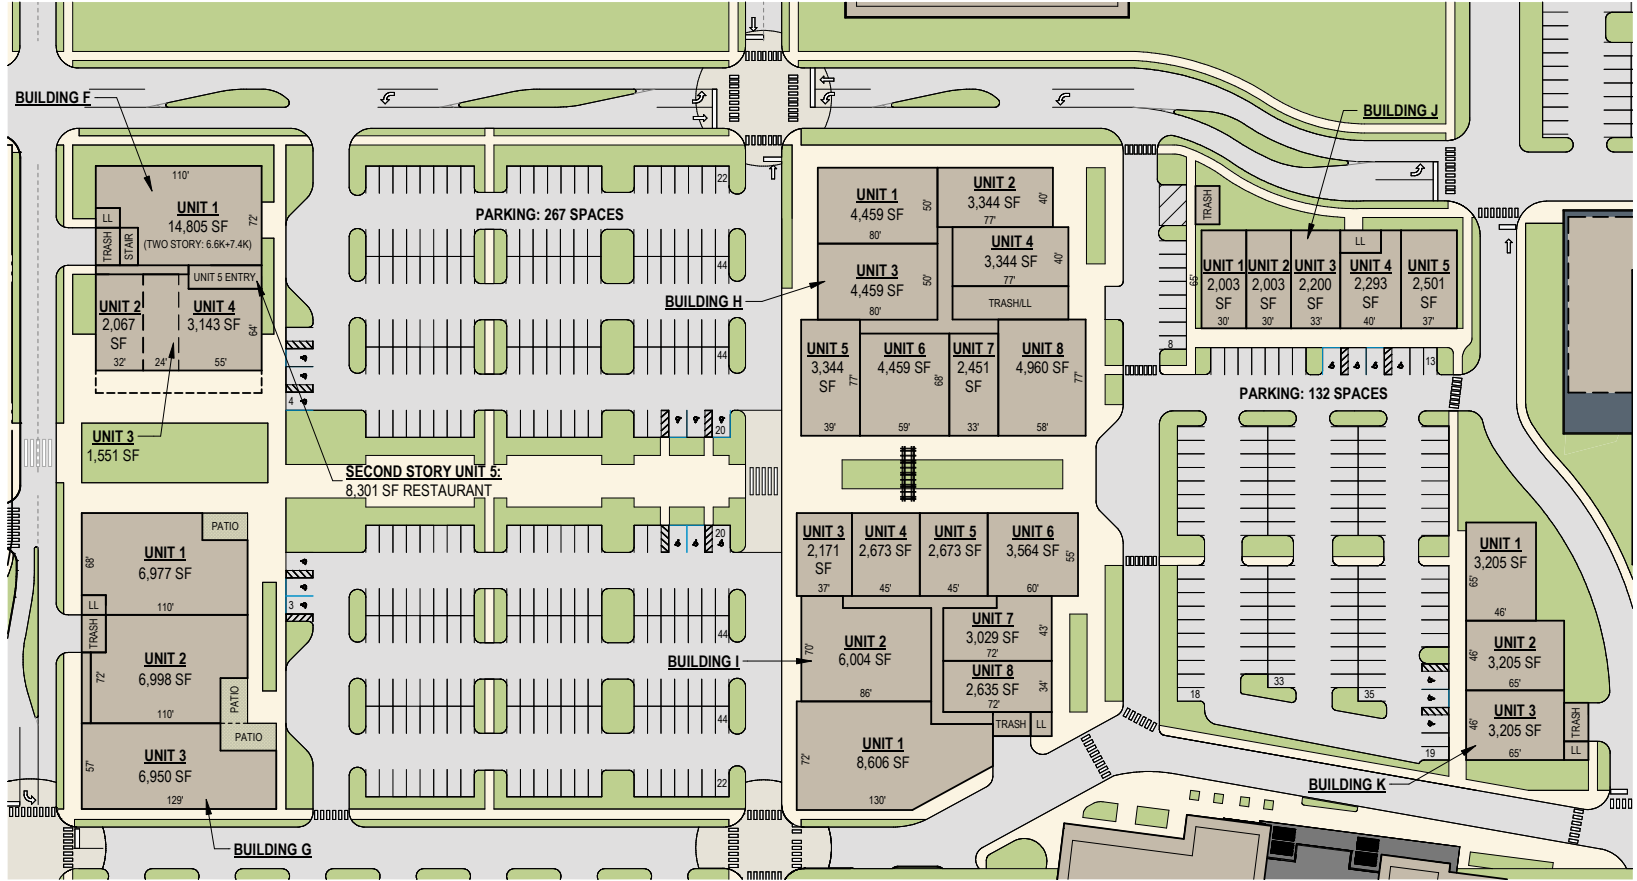 BUILDING F
110'
UNIT 1
14,805 SF
(TWO STORY: 6.6K+7.4K)
72'
LL
TRASH
STAIR
UNIT 5 ENTRY
UNIT 2
2,067
SF
32'
24'
UNIT 4
3,143 SF
64'
55'
UNIT 3
1,551 SF
SECOND STORY UNIT 5:
8,301 SF RESTAURANT
4
PARKING: 267 SPACES
22
44
44
20
20
44
44
22
3
PATIO
UNIT 1
6,977 SF
68'
110'
LL
TRASH
UNIT 2
6,998 SF
72'
110'
PATIO
PATIO
UNIT 3
6,950 SF
57'
129'
BUILDING G
BUILDING H
UNIT 1
4,459 SF
50'
80'
UNIT 2
3,344 SF
40'
77'
UNIT 3
4,459 SF
50'
80'
UNIT 4
3,344 SF
40'
77'
TRASH/LL
UNIT 5
3,344
SF
77'
39'
UNIT 6
4,459 SF
68'
59'
UNIT 7
2,451
SF
33'
UNIT 8
4,960 SF
77'
58'
UNIT 3
2,171
SF
37'
UNIT 4
2,673 SF
45'
UNIT 5
2,673 SF
45'
UNIT 6
3,564 SF
55'
60'
BUILDING I
UNIT 2
6,004 SF
70'
86'
UNIT 7
3,029 SF
43'
72'
UNIT 8
2,635 SF
34'
72'
TRASH
LL
UNIT 1
8,606 SF
72'
130'
BUILDING J
TRASH
LL
65'
UNIT 1
2,003
SF
30'
UNIT 2
2,003
SF
30'
UNIT 3
2,200
SF
33'
UNIT 4
2,293
SF
40'
UNIT 5
2,501
SF
37'
8
13
PARKING: 132 SPACES
18
33
35
19
UNIT 1
3,205 SF
65'
46'
UNIT 2
3,205 SF
46'
65'
UNIT 3
3,205 SF
46'
65'
TRASH
LL
BUILDING K